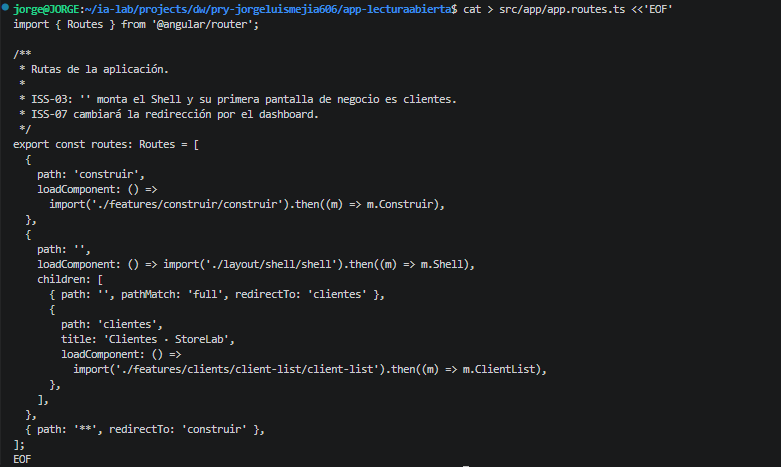 jorge@JORGE:~/ia-lab/projects/dw/pry-jorgeluismejia606/app-lecturaabierta$ cat > src/app/app.routes.ts <<'EOF'
import { Routes } from '@angular/router';

/**
 * Rutas de la aplicación.
 *
 * ISS-03: '' monta el Shell y su primera pantalla de negocio es clientes.
 * ISS-07 cambiará la redirección por el dashboard.
 */
export const routes: Routes = [
  {
    path: 'construir',
    loadComponent: () =>
      import('./features/construir/construir').then((m) => m.Construir),
  },
  {
    path: '',
    loadComponent: () => import('./layout/shell/shell').then((m) => m.Shell),
    children: [
      { path: '', pathMatch: 'full', redirectTo: 'clientes' },
      {
        path: 'clientes',
        title: 'Clientes · StoreLab',
        loadComponent: () =>
          import('./features/clients/client-list/client-list').then((m) => m.ClientList),
      },
    ],
  },
  { path: '**', redirectTo: 'construir' },
];
EOF